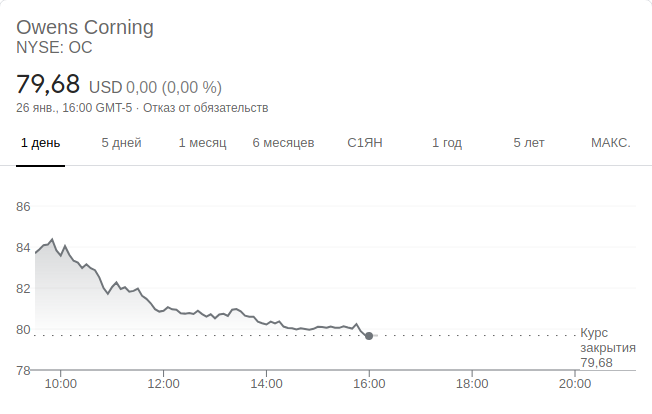 Owens Corning
NYSE: OC
79,68 USD 0,00 (0,00 %)
26 янв., 16:00 GMT-5 · Отказ от обязательств
1 день 5 дней 1 месяц 6 месяцев С1ЯН 1 год 5 лет МАКС.
86
84
82
80
78
Курс
закрытия
79,68
10:00 12:00 14:00 16:00 18:00 20:00